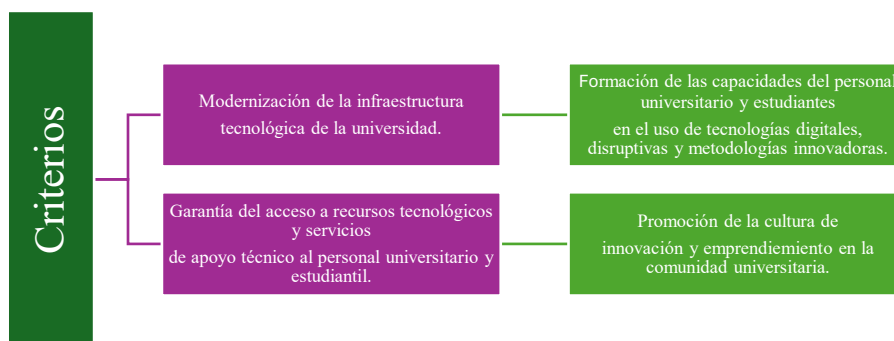 Criterios
Modernización de la infraestructura
tecnológica de la universidad.
Formación de las capacidades del personal
universitario y estudiantes
en el uso de tecnologías digitales,
disruptivas y metodologías innovadoras.
Garantía del acceso a recursos tecnológicos
y servicios
de apoyo técnico al personal universitario y
estudiantil.
Promoción de la cultura de
innovación y emprendiemiento en la
comunidad universitaria.